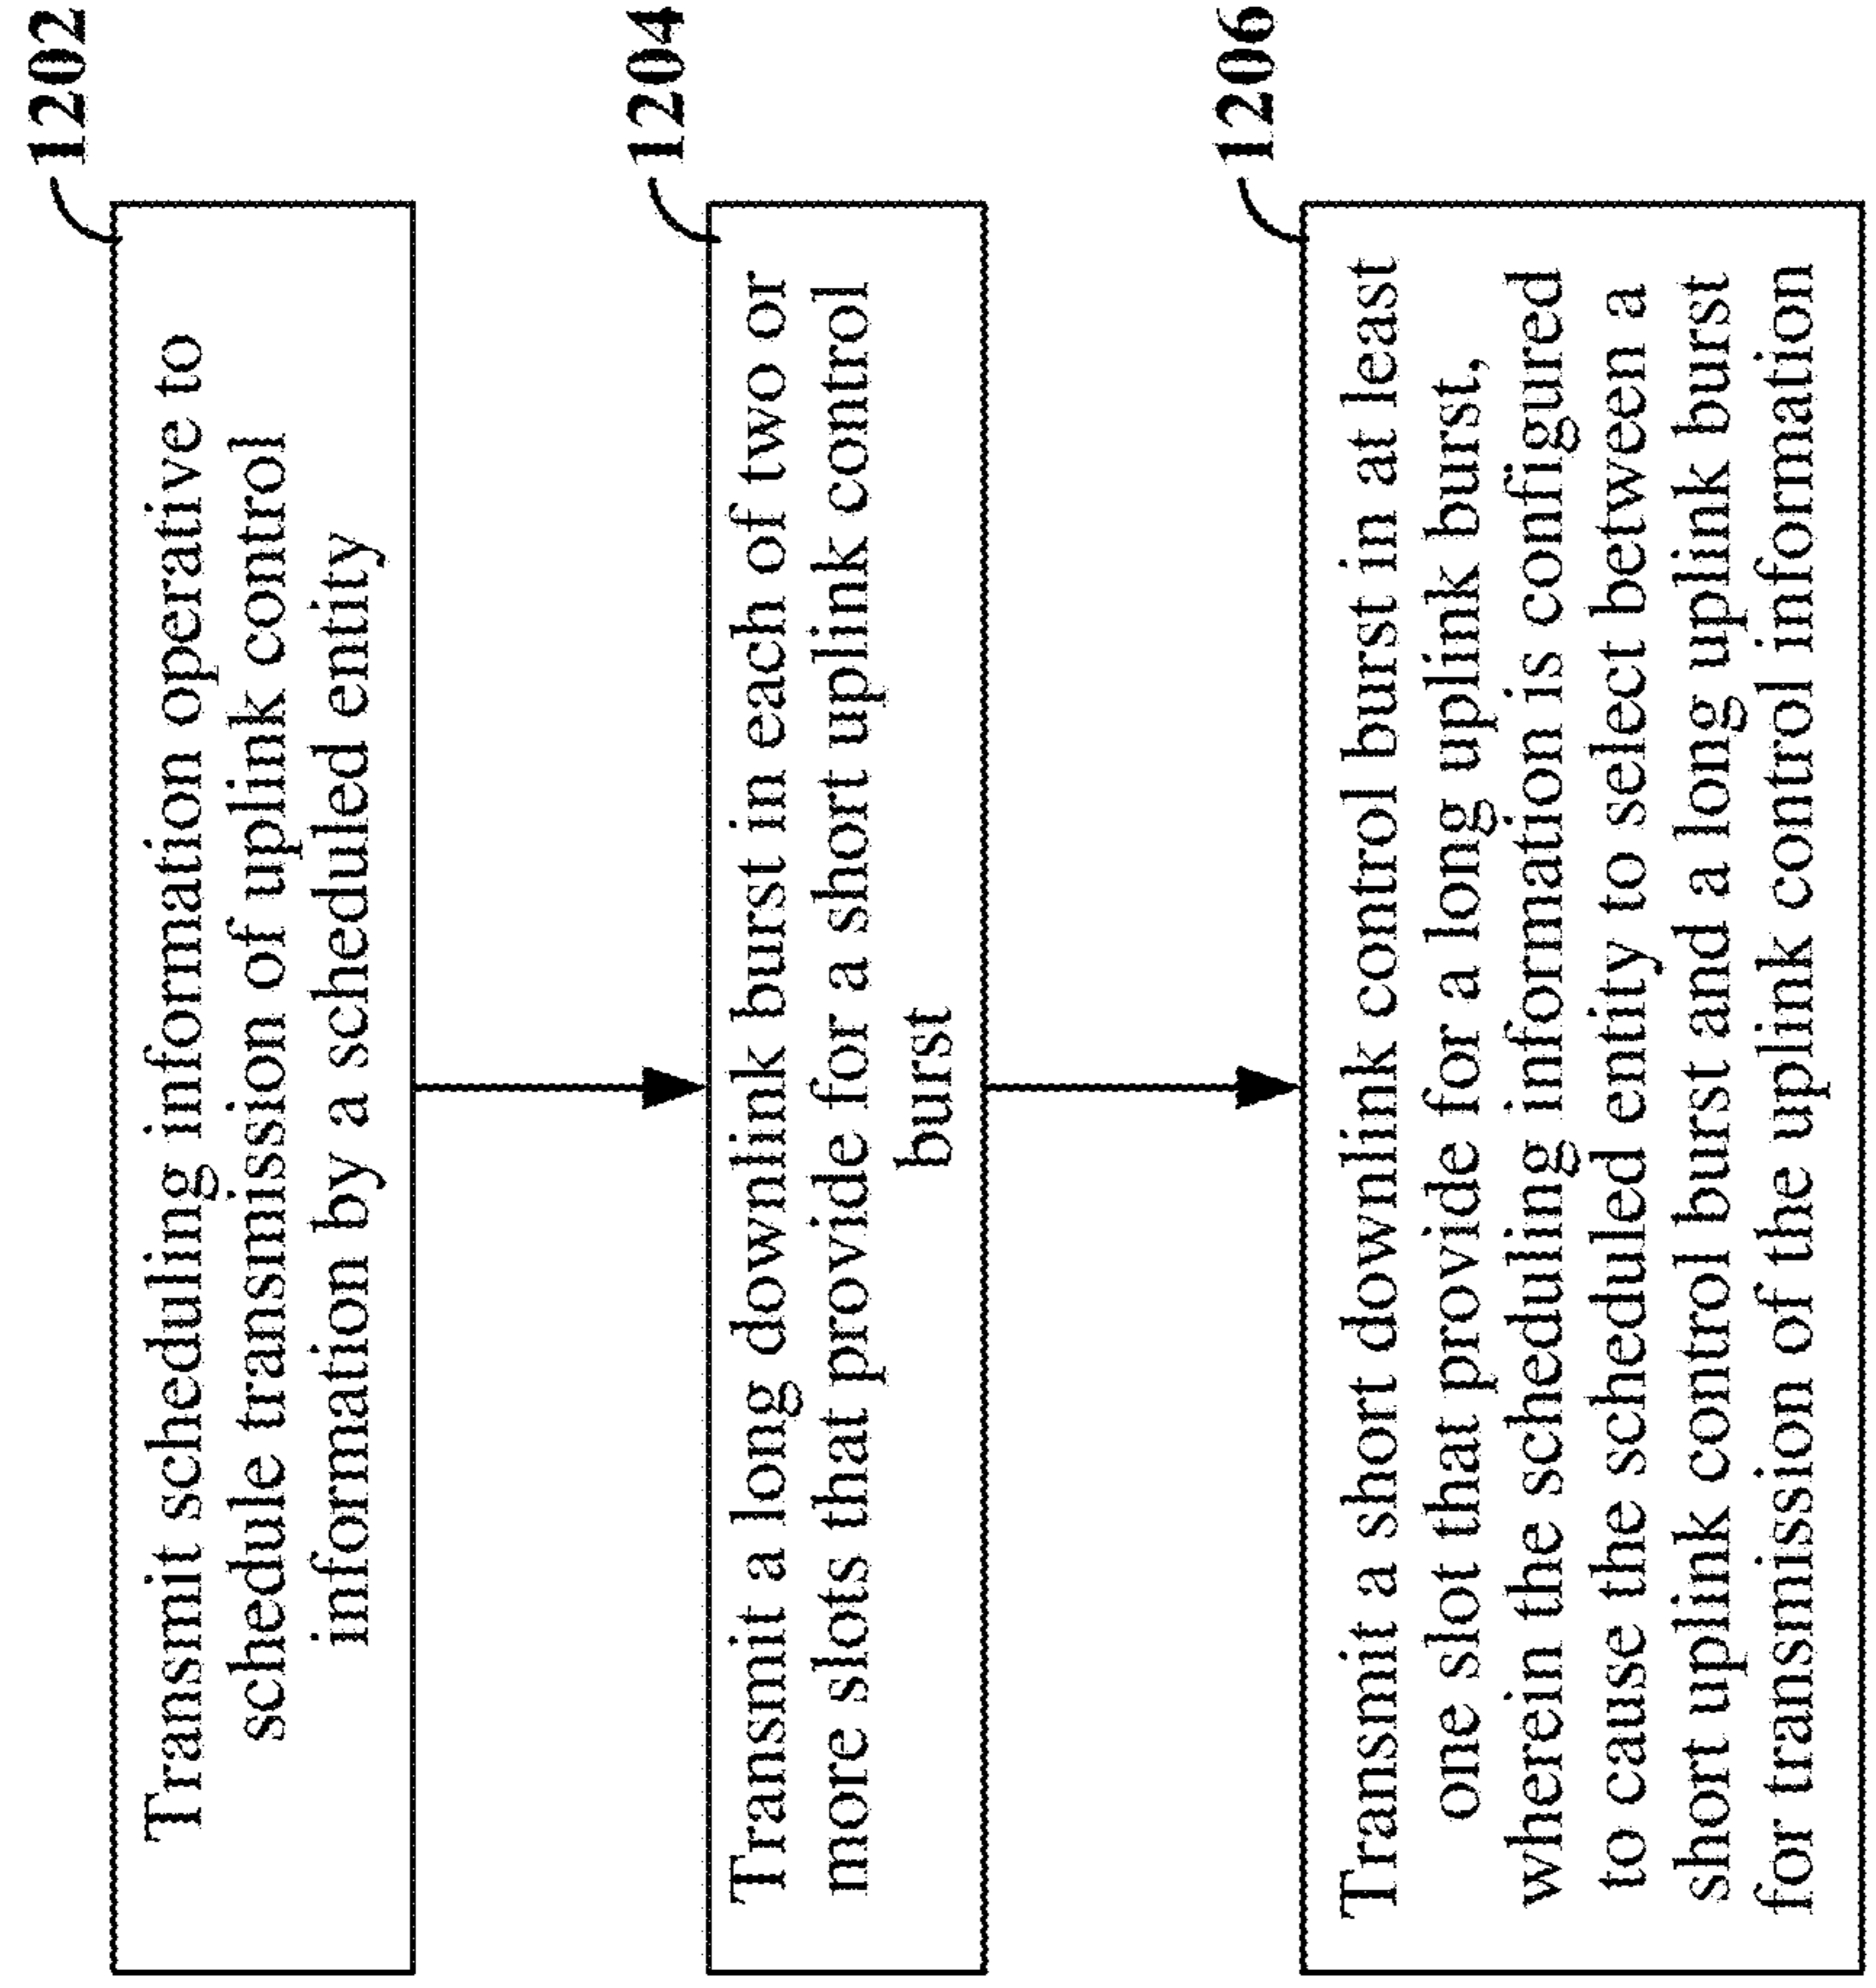 1202
Transmit scheduling information operative to
schedule transmission of uplink control
information by a scheduled entity
1204
Transmit a long downlink burst in each of two or
more slots that provide for a short uplink control
burst
1206
Transmit a short downlink control burst in at least
one slot that provide for a long uplink burst,
wherein the scheduling information is configured
to cause the scheduled entity to select between a
short uplink control burst and a long uplink burst
for transmission of the uplink control information